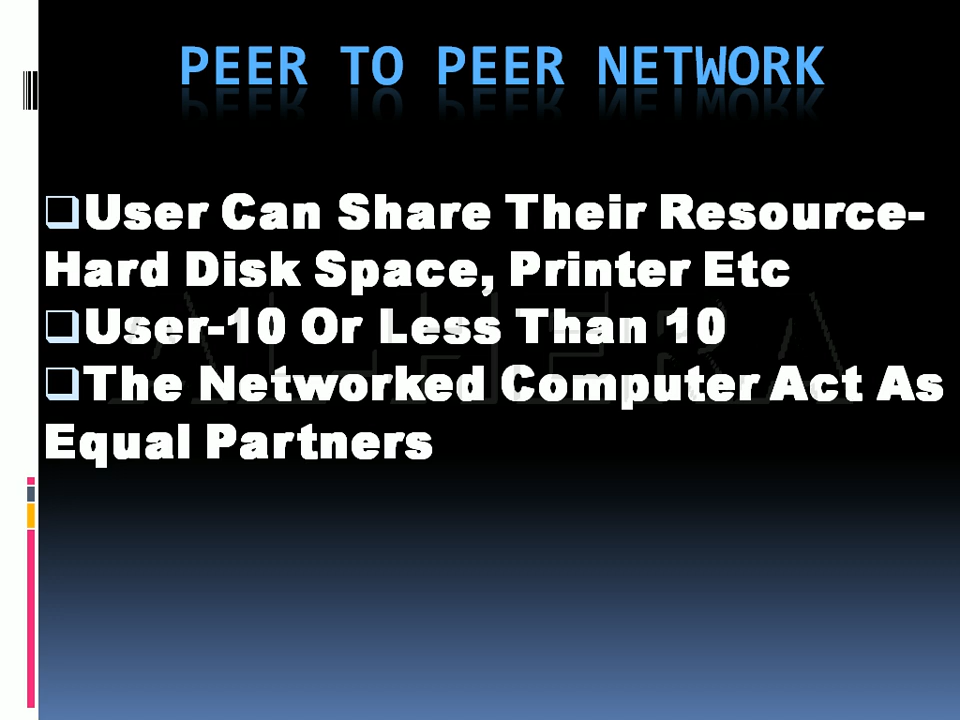 PEER TO PEER NETWORK
❑User Can Share Their Resource-
Hard Disk Space, Printer Etc
❑User-10 Or Less Than 10
❑The Networked Computer Act As
Equal Partners